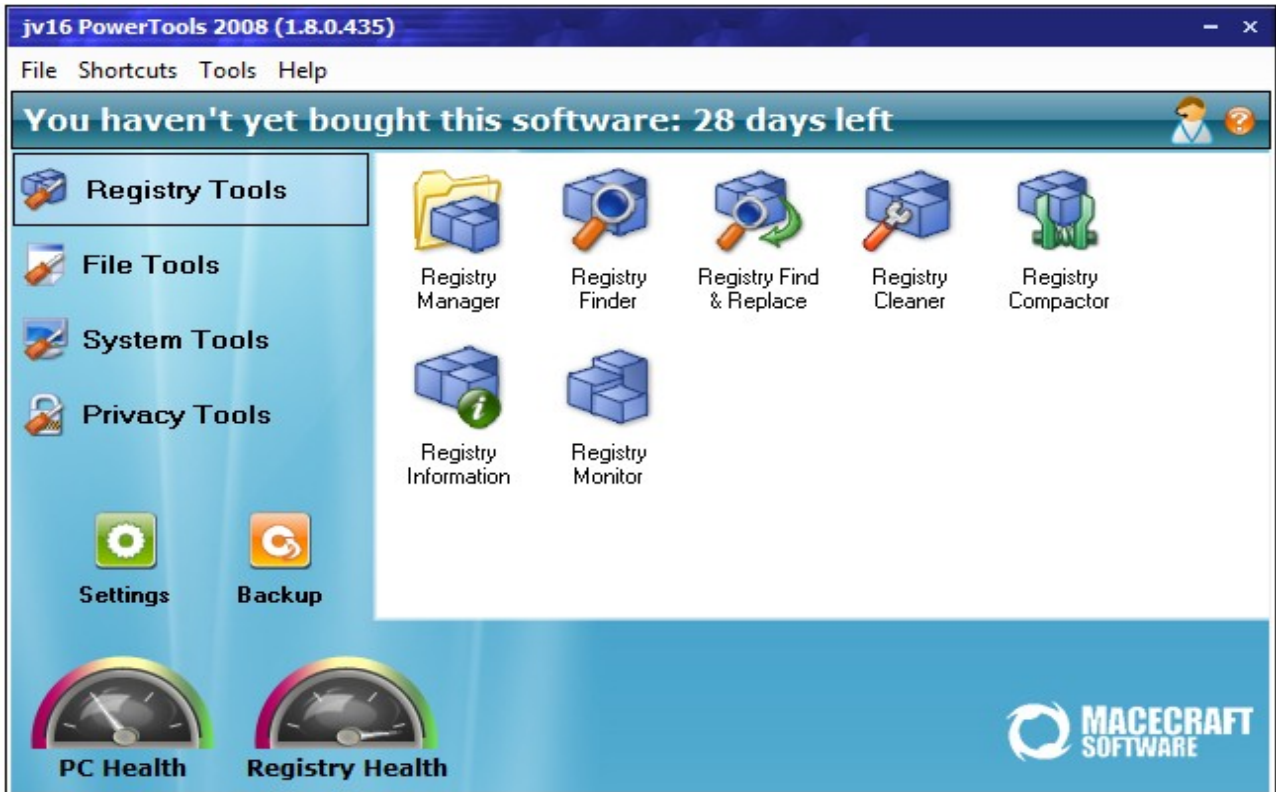 jv16 PowerTools 2008 (1.8.0.435)
File Shortcuts Tools Help
You haven't yet bought this software: 28 days left
Registry Tools
File Tools
System Tools
Privacy Tools
Settings
Backup
Registry
Manager
Registry
Finder
Registry Find
& Replace
Registry
Cleaner
Registry
Compactor
Registry
Information
Registry
Monitor
PC Health
Registry Health
MACECRAFT
SOFTWARE